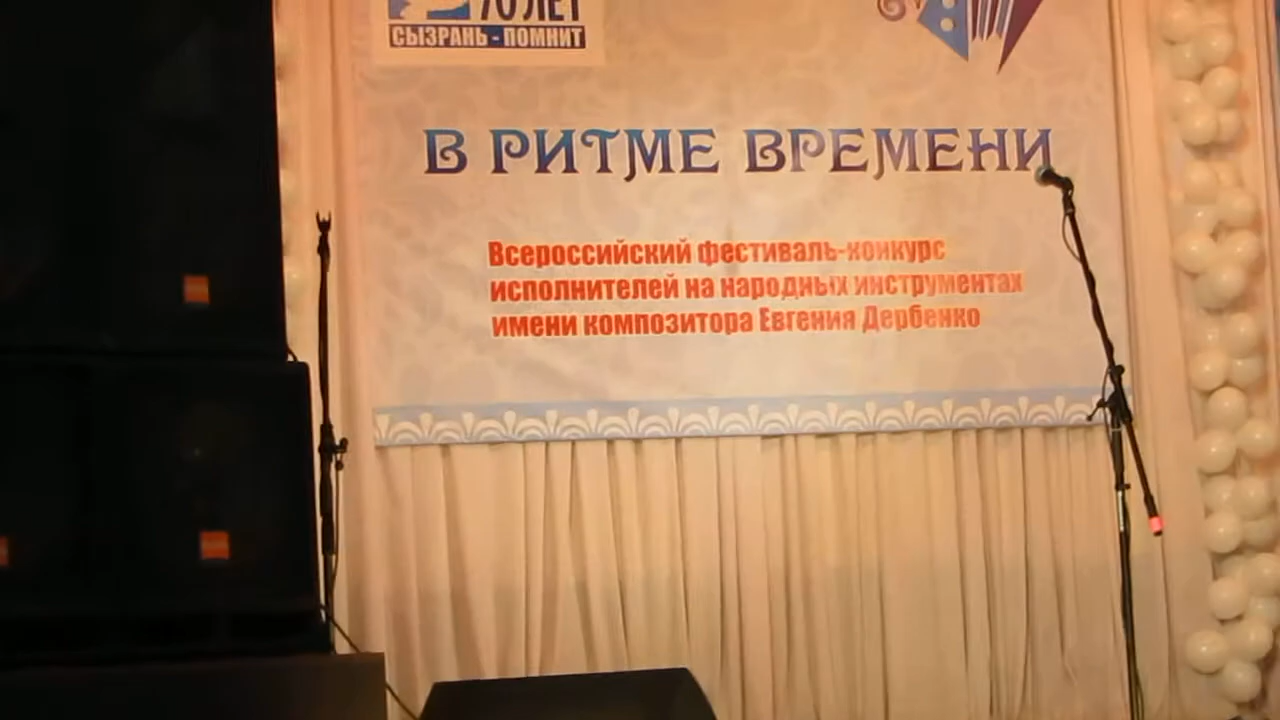 70 ЛЕТ
СЫЗРАНЬ - ПОМНИТ
В РИТМЕ ВРЕМЕНИ
Всероссийский фестиваль-конкурс
исполнителей на народных инструментах
имени композитора Евгения Дербенко